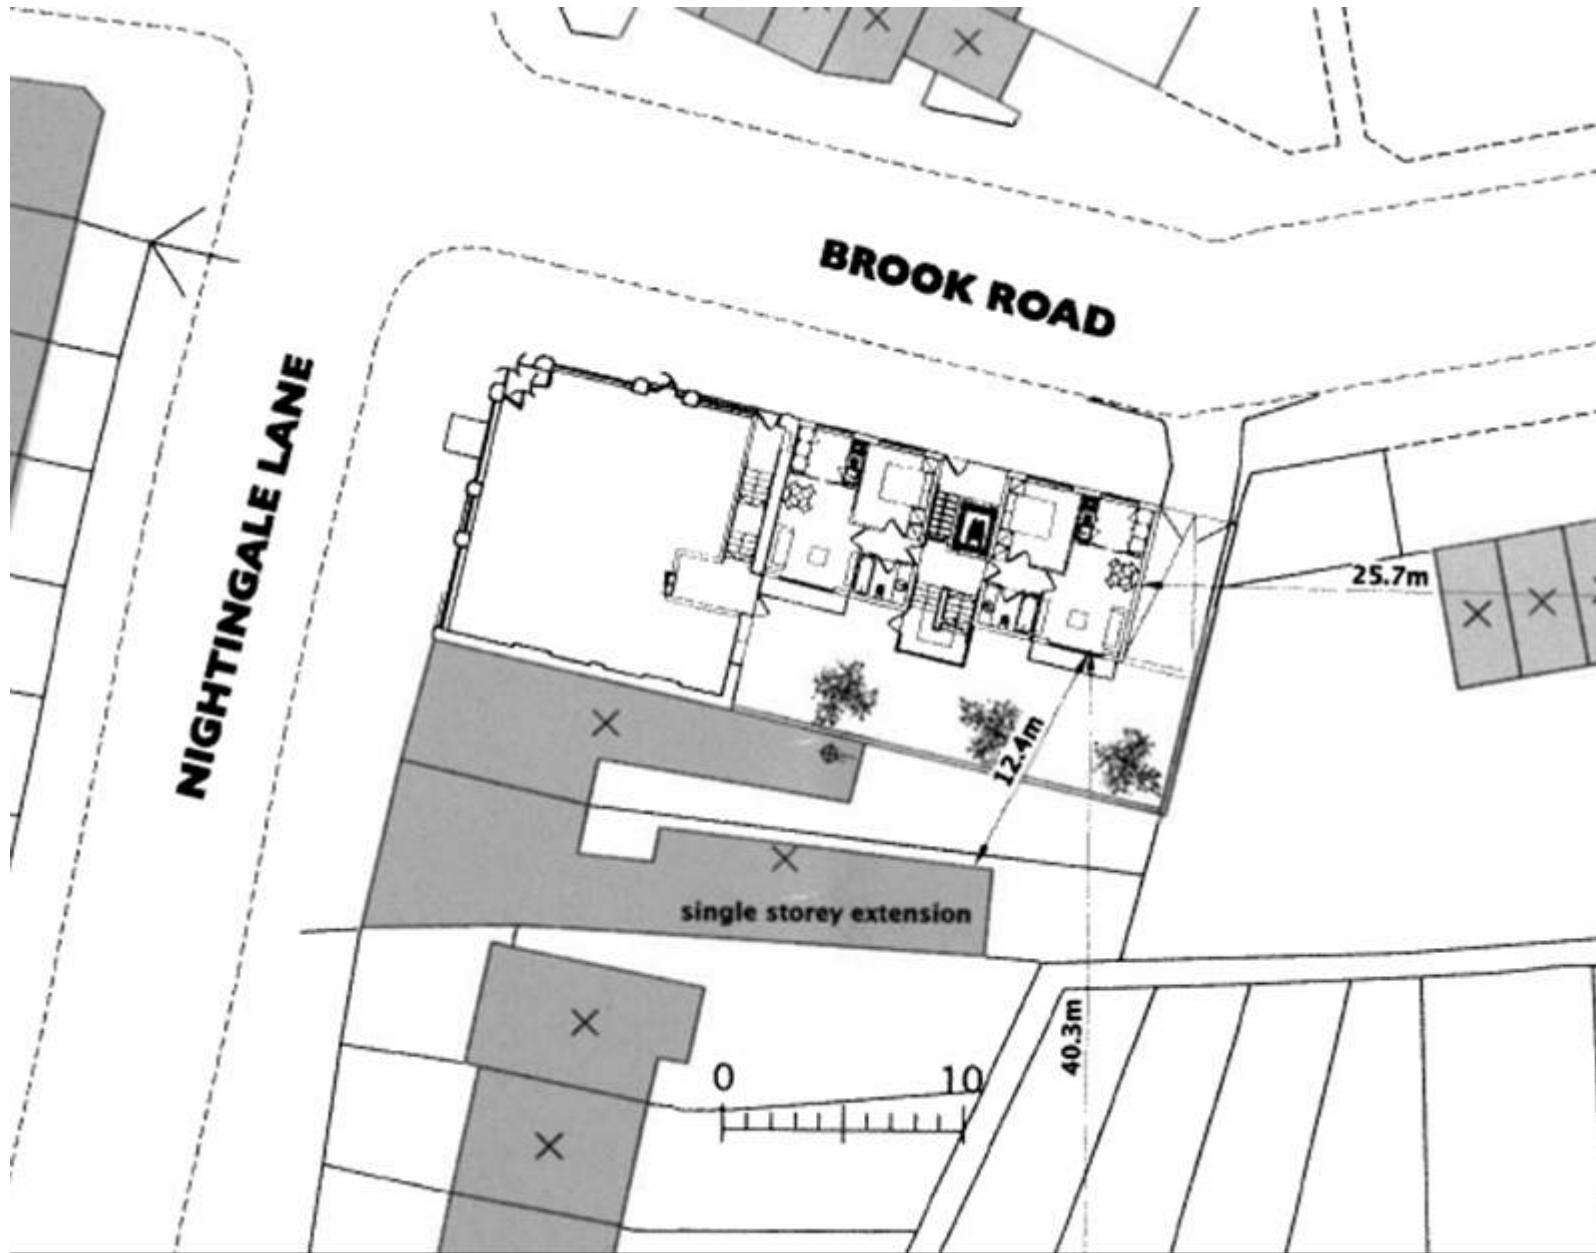 BROOK ROAD
NIGHTINGALE LANE
25.7m
12.4m
single storey extension
40.3m
0 10